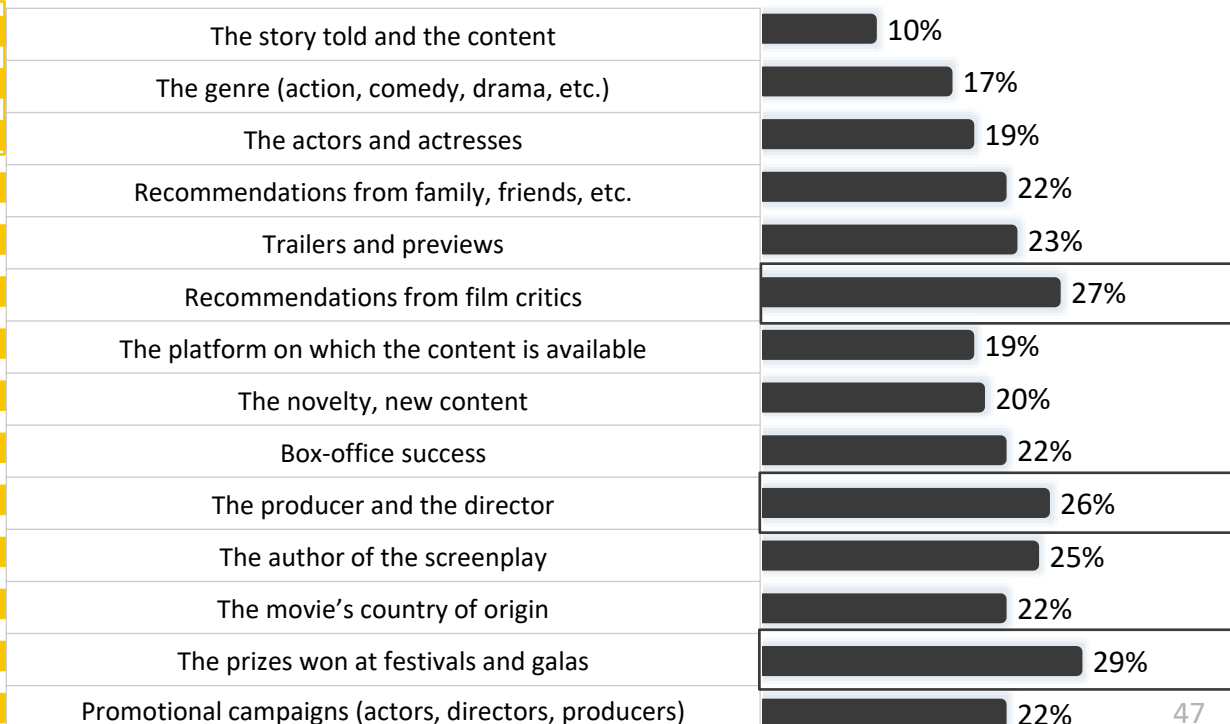 The story told and the content 10%
The genre (action, comedy, drama, etc.) 17%
The actors and actresses 19%
Recommendations from family, friends, etc. 22%
Trailers and previews 23%
Recommendations from film critics 27%
The platform on which the content is available 19%
The novelty, new content 20%
Box-office success 22%
The producer and the director 26%
The author of the screenplay 25%
The movie’s country of origin 22%
The prizes won at festivals and galas 29%
Promotional campaigns (actors, directors, producers) 22%
47